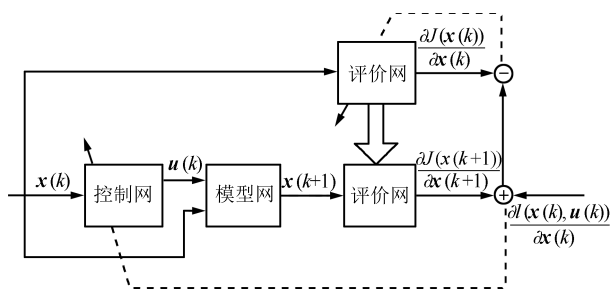 评价网
∂J(x(k))
∂x(k)
−
x(k)
控制网
u(k)
模型网
x(k+1)
评价网
∂J(x(k+1))
∂x(k+1)
+
∂l(x(k), u(k))
∂x(k)